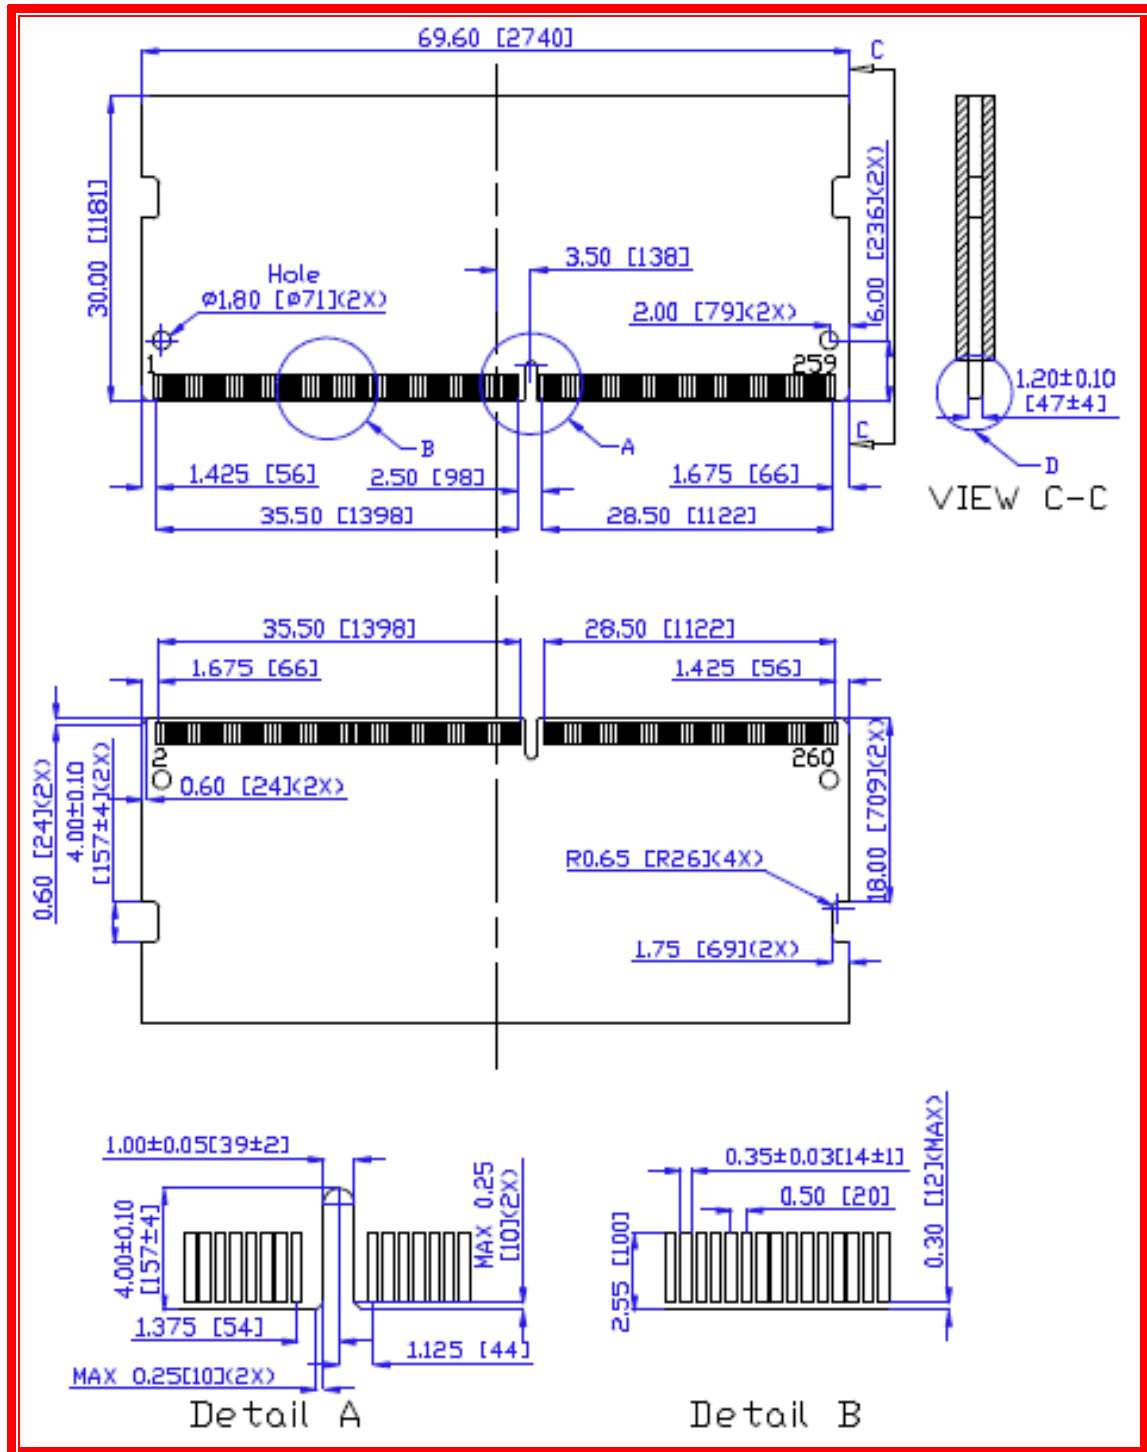 69.60 [2740]
C
30.00 [1181]
Hole
ø1.80 [ø71](2X)
3.50 [138]
2.00 [79](2X)
6.00 [236](2X)
1
259
1.20±0.10
[47±4]
B
A
C
D
1.425 [56]
2.50 [98]
1.675 [66]
VIEW C-C
35.50 [1398]
28.50 [1122]
35.50 [1398]
28.50 [1122]
1.675 [66]
1.425 [56]
2
260
0.60 [24](2X)
0.60 [24](2X)
4.00±0.10
[157±4](2X)
18.00 [709](2X)
R0.65 [R26](4X)
1.75 [69](2X)
1.00±0.05[39±2]
4.00±0.10
[157±4]
MAX 0.25
[10](2X)
1.375 [54]
1.125 [44]
MAX 0.25[10](2X)
Detail A
0.35±0.03[14±1]
0.50 [20]
2.55 [100]
0.30 [12](MAX)
Detail B